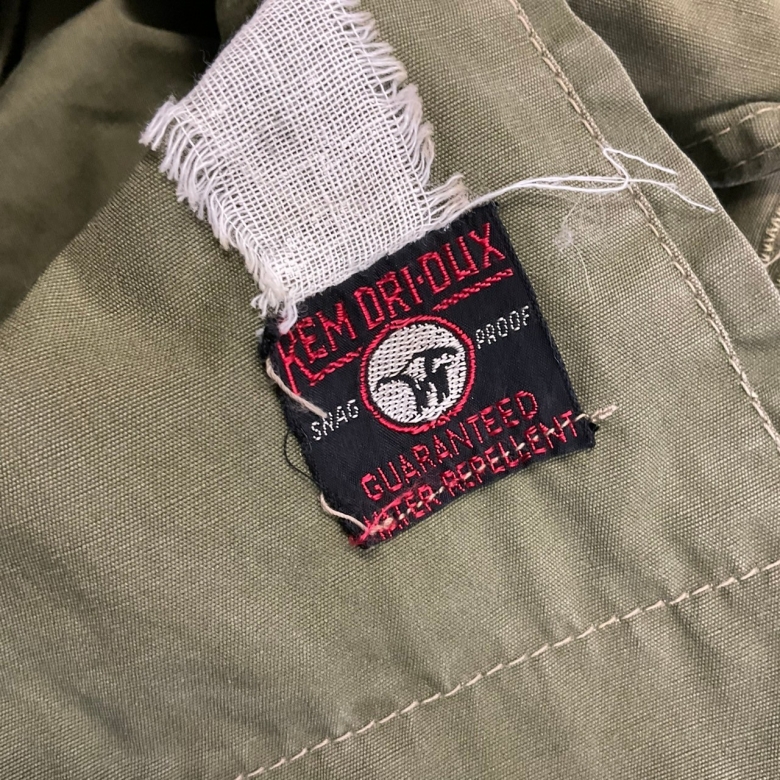 KEM DRI-DUX
SNAG PROOF
GUARANTEED
WATER REPELLENT